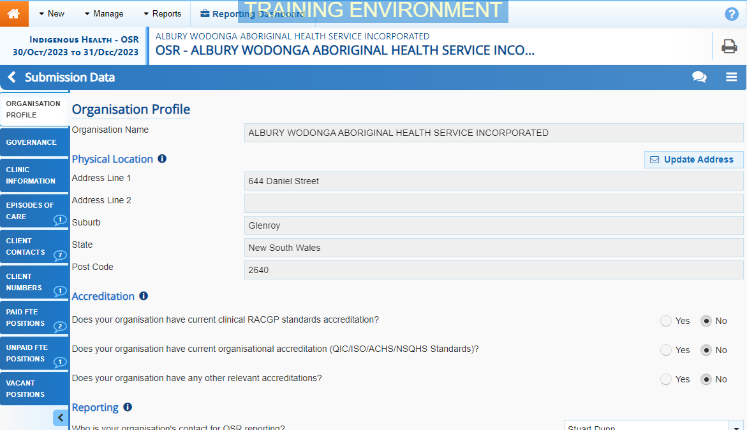 New
Manage
Reports
Reporting Dashboard
TRAINING ENVIRONMENT
?
INDIGENOUS HEALTH - OSR
30/OCT/2023 TO 31/DEC/2023
ALBURY WODONGA ABORIGINAL HEALTH SERVICE INCORPORATED
OSR - ALBURY WODONGA ABORIGINAL HEALTH SERVICE INCO...
Submission Data
ORGANISATION
PROFILE
GOVERNANCE
CLINIC
INFORMATION
EPISODES OF
CARE 1
CLIENT
CONTACTS 7
CLIENT
NUMBERS 1
PAID FTE
POSITIONS 2
UNPAID FTE
POSITIONS 1
VACANT
POSITIONS
Organisation Profile
Organisation Name ALBURY WODONGA ABORIGINAL HEALTH SERVICE INCORPORATED
Physical Location Update Address
Address Line 1 644 Daniel Street
Address Line 2
Suburb Glenroy
State New South Wales
Post Code 2640
Accreditation
Does your organisation have current clinical RACGP standards accreditation? Yes No
Does your organisation have current organisational accreditation (QIC/ISO/ACHS/NSQHS Standards)? Yes No
Does your organisation have any other relevant accreditations? Yes No
Reporting
Who is your organisation's contact for OSR reporting? Stuard Dunn